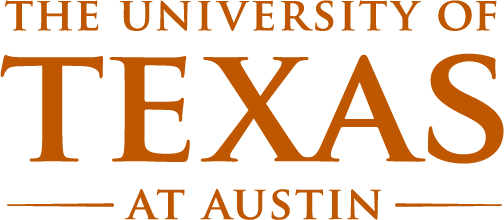 THE UNIVERSITY OF
TEXAS
AT AUSTIN